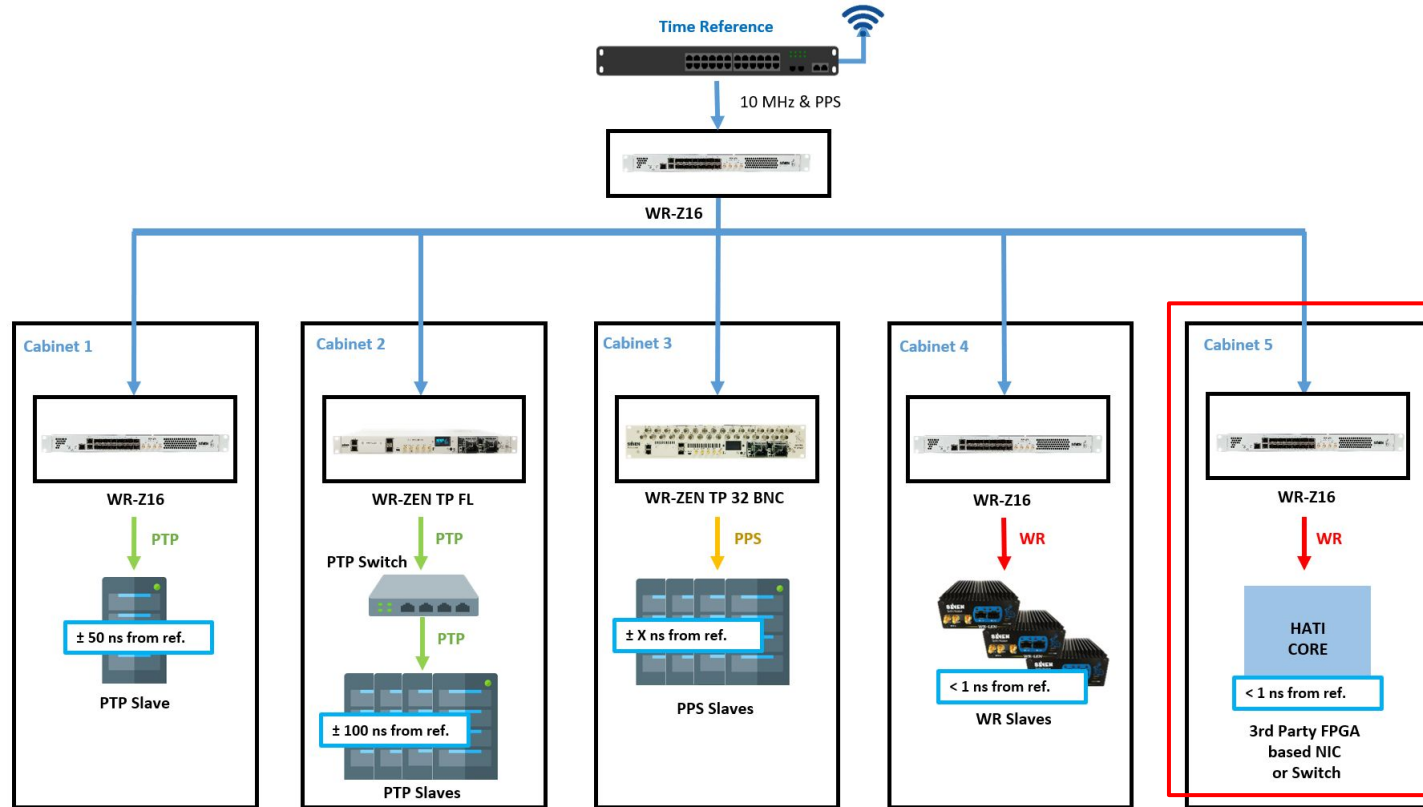 Time Reference
10 MHz & PPS
WR-Z16
Cabinet 1
WR-Z16
PTP
± 50 ns from ref.
PTP Slave
Cabinet 2
WR-ZEN TP FL
PTP
PTP Switch
PTP
± 100 ns from ref.
PTP Slaves
Cabinet 3
WR-ZEN TP 32 BNC
PPS
± X ns from ref.
PPS Slaves
Cabinet 4
WR-Z16
WR
< 1 ns from ref.
WR Slaves
Cabinet 5
WR-Z16
WR
HATI
CORE
< 1 ns from ref.
3rd Party FPGA
based NIC
or Switch